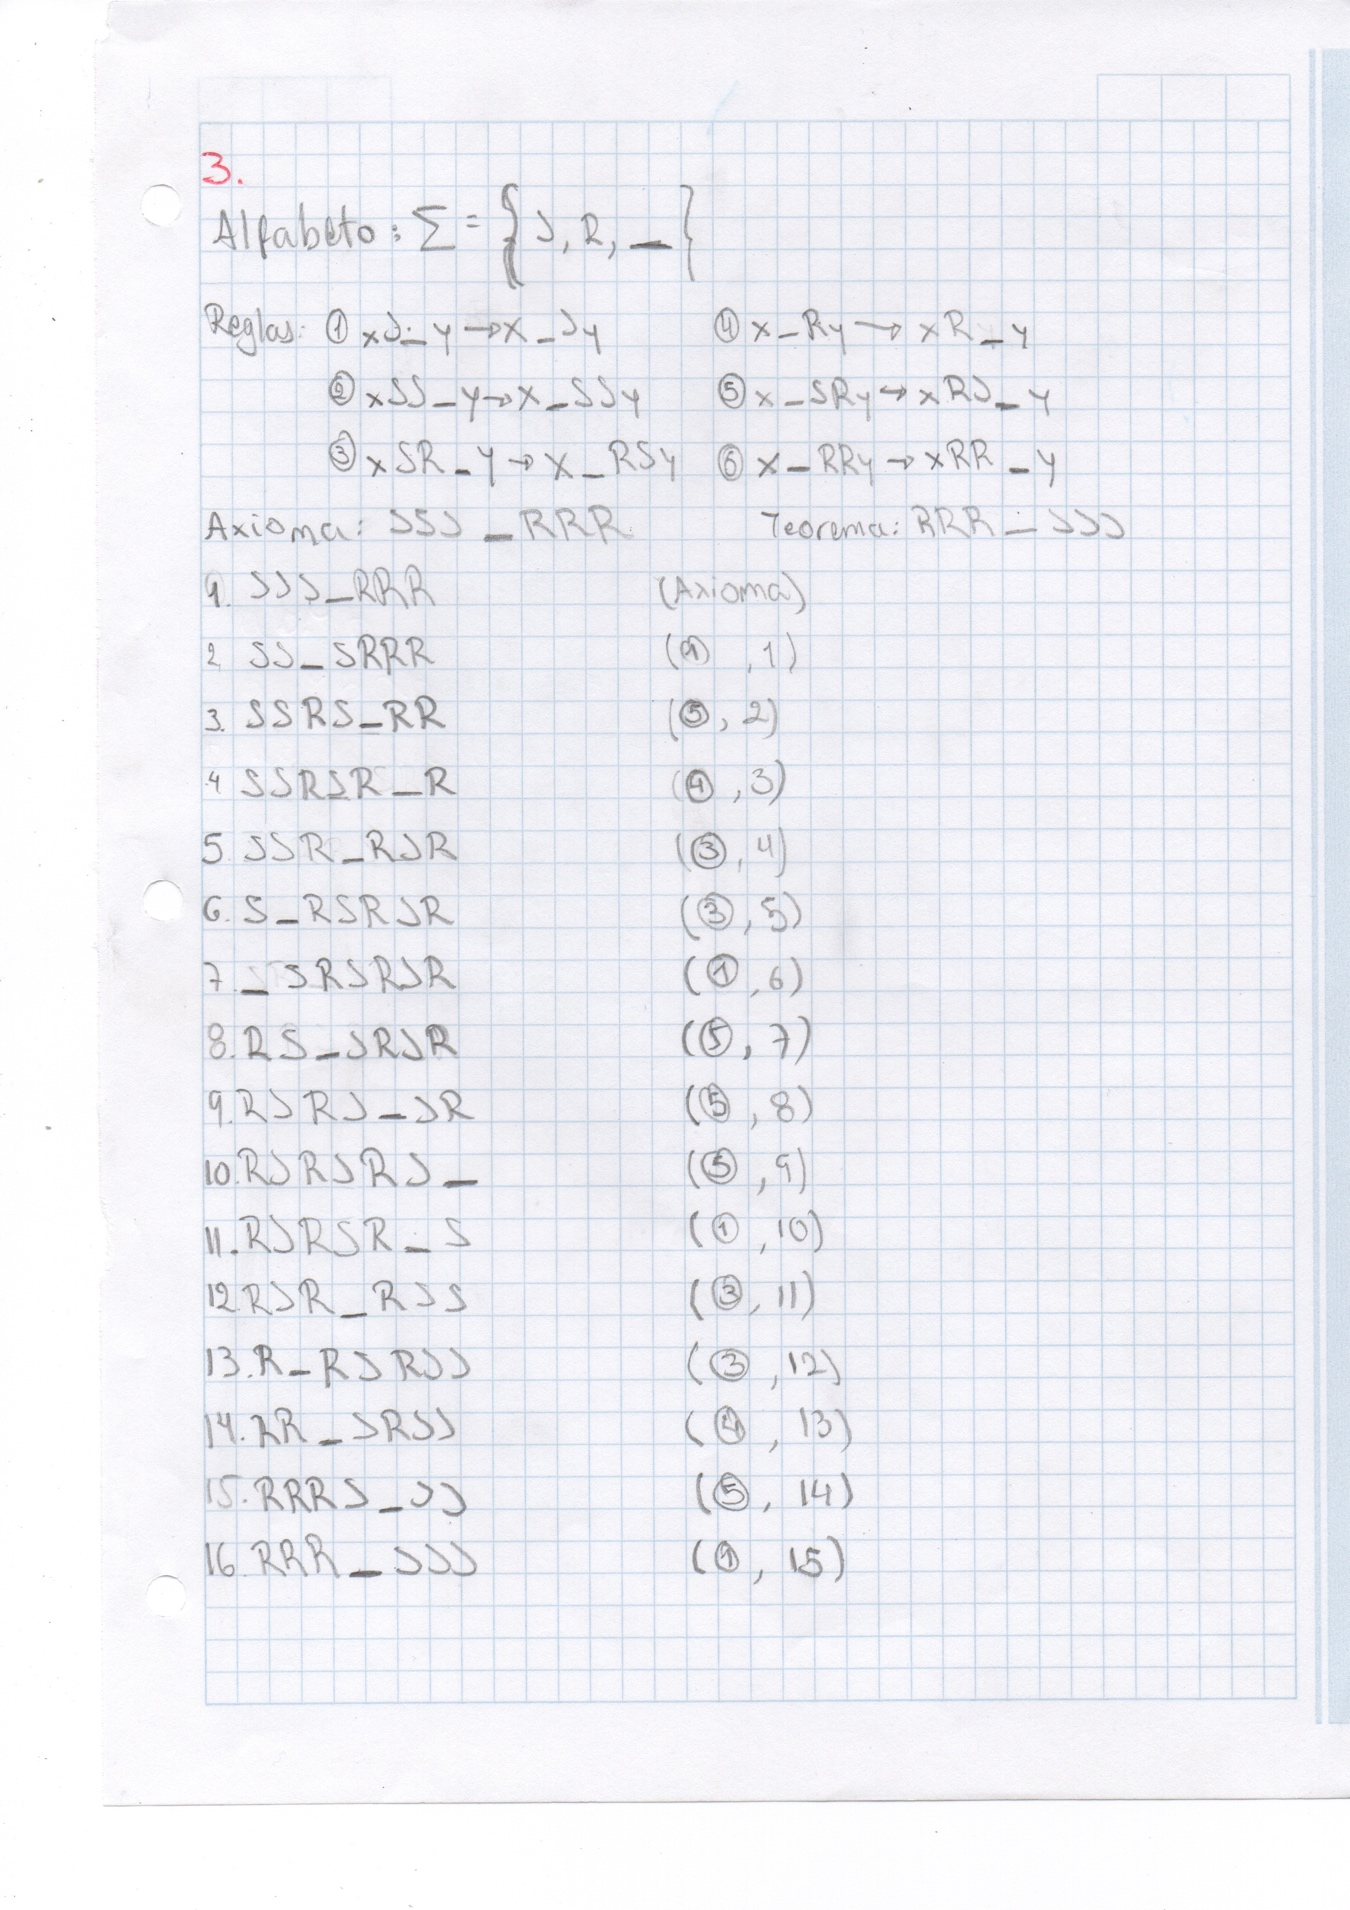 3.
Alfabeto: Σ = {S, R, _}
Reglas: ① xS_y → x_Sy ④ x_Ry → xR_y
② xSS_y → x_SSy ⑤ x_SRy → xRS_y
③ xSR_y → x_RSy ⑥ x_RRy → xRR_y
Axioma: SSS_RRR Teorema: RRR_SSS
1. SSS_RRR (Axioma)
2 SS_SRRR (①, 1)
3. SSRS_RR (⑤, 2)
4 SSRSR_R (④, 3)
5. SSR_RSR (③, 4)
6. S_RSRSR (③, 5)
7. _SRSRSR (①, 6)
8. RS_SRSR (⑤, 7)
9. RSRS_SR (⑤, 8)
10. RSRSRS_ (⑤, 9)
11. RSRSR_S (①, 10)
12. RSR_RSS (③, 11)
13. R_RSRSS (③, 12)
14. RR_SRSS (④, 13)
15. RRRS_SS (⑤, 14)
16. RRR_SSS (①, 15)